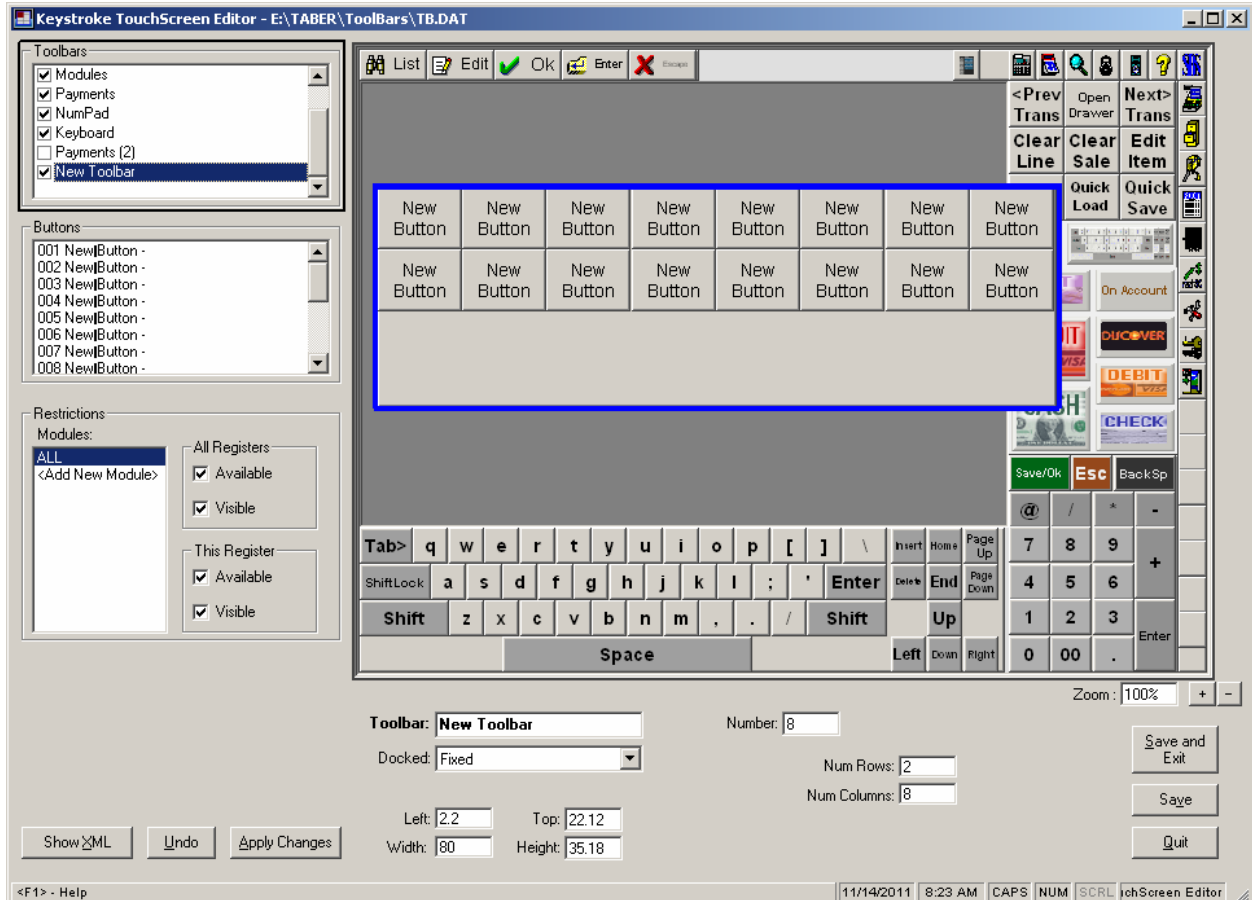 Keystroke TouchScreen Editor - E:\TABER\ToolBars\TB.DAT
Toolbars
Modules
Payments
NumPad
Keyboard
Payments (2)
New Toolbar
Buttons
001 New|Button -
002 New|Button -
003 New|Button -
004 New|Button -
005 New|Button -
006 New|Button -
007 New|Button -
008 New|Button -
Restrictions
Modules:
ALL
<Add New Module>
All Registers
Available
Visible
This Register
Available
Visible
Show XML Undo Apply Changes
List Edit Ok Enter Escape
<Prev Trans
Open Drawer
Next> Trans
Clear Line
Clear Sale
Edit Item
Quick Load
Quick Save
New Button New Button New Button New Button New Button New Button New Button New Button
New Button New Button New Button New Button New Button New Button New Button New Button
On Account
DISCOVER
VISA
DEBIT
VISA
CASH
CHECK
Save/Ok Esc BackSp
@ / * -
7 8 9 +
4 5 6
1 2 3 Enter
0 00 .
Tab> q w e r t y u i o p [ ] \ Insert Home Page Up
ShiftLock a s d f g h j k l ; ' Enter Delete End Page Down
Shift z x c v b n m , . / Shift Up
Space Left Down Right
Zoom : 100% + -
Toolbar: New Toolbar
Number: 8
Docked: Fixed
Num Rows: 2
Num Columns: 8
Left: 2.2 Top: 22.12
Width: 80 Height: 35.18
Save and Exit
Save
Quit
<F1> - Help
11/14/2011 8:23 AM CAPS NUM SCRL uchScreen Editor